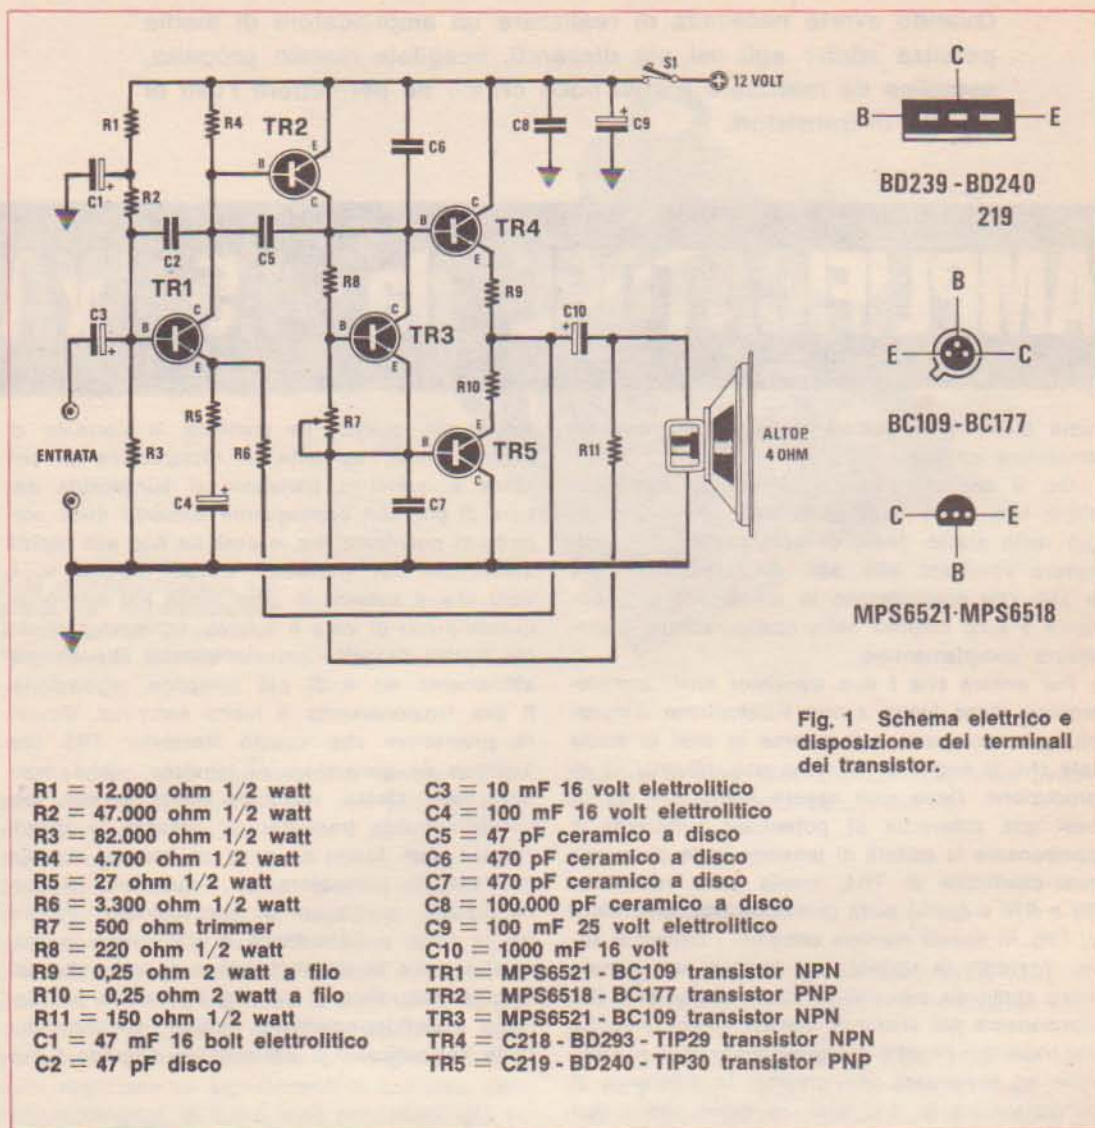 R1
R4
TR2
B
E
C
C1
+
R2
C2
C5
C6
C8
C9
+
S1
12 VOLT
B
C
E
TR4
TR1
R8
R9
C3
+
B
C
E
B
C
E
TR3
C10
+
R10
R5
R6
R7
B
E
C
TR5
R11
ALTOP.
4 OHM
ENTRATA
R3
C4
+
C7
C
B
E
BD239 - BD240
219
B
E
C
BC109 - BC177
C
E
B
MPS6521 · MPS6518
Fig. 1 Schema elettrico e
disposizione dei terminali
dei transistor.
R1 = 12.000 ohm 1/2 watt
R2 = 47.000 ohm 1/2 watt
R3 = 82.000 ohm 1/2 watt
R4 = 4.700 ohm 1/2 watt
R5 = 27 ohm 1/2 watt
R6 = 3.300 ohm 1/2 watt
R7 = 500 ohm trimmer
R8 = 220 ohm 1/2 watt
R9 = 0,25 ohm 2 watt a filo
R10 = 0,25 ohm 2 watt a filo
R11 = 150 ohm 1/2 watt
C1 = 47 mF 16 bolt elettrolitico
C2 = 47 pF disco
C3 = 10 mF 16 volt elettrolitico
C4 = 100 mF 16 volt elettrolitico
C5 = 47 pF ceramico a disco
C6 = 470 pF ceramico a disco
C7 = 470 pF ceramico a disco
C8 = 100.000 pF ceramico a disco
C9 = 100 mF 25 volt elettrolitico
C10 = 1000 mF 16 volt
TR1 = MPS6521 - BC109 transistor NPN
TR2 = MPS6518 - BC177 transistor PNP
TR3 = MPS6521 - BC109 transistor NPN
TR4 = C218 - BD293 - TIP29 transistor NPN
TR5 = C219 - BD240 - TIP30 transistor PNP